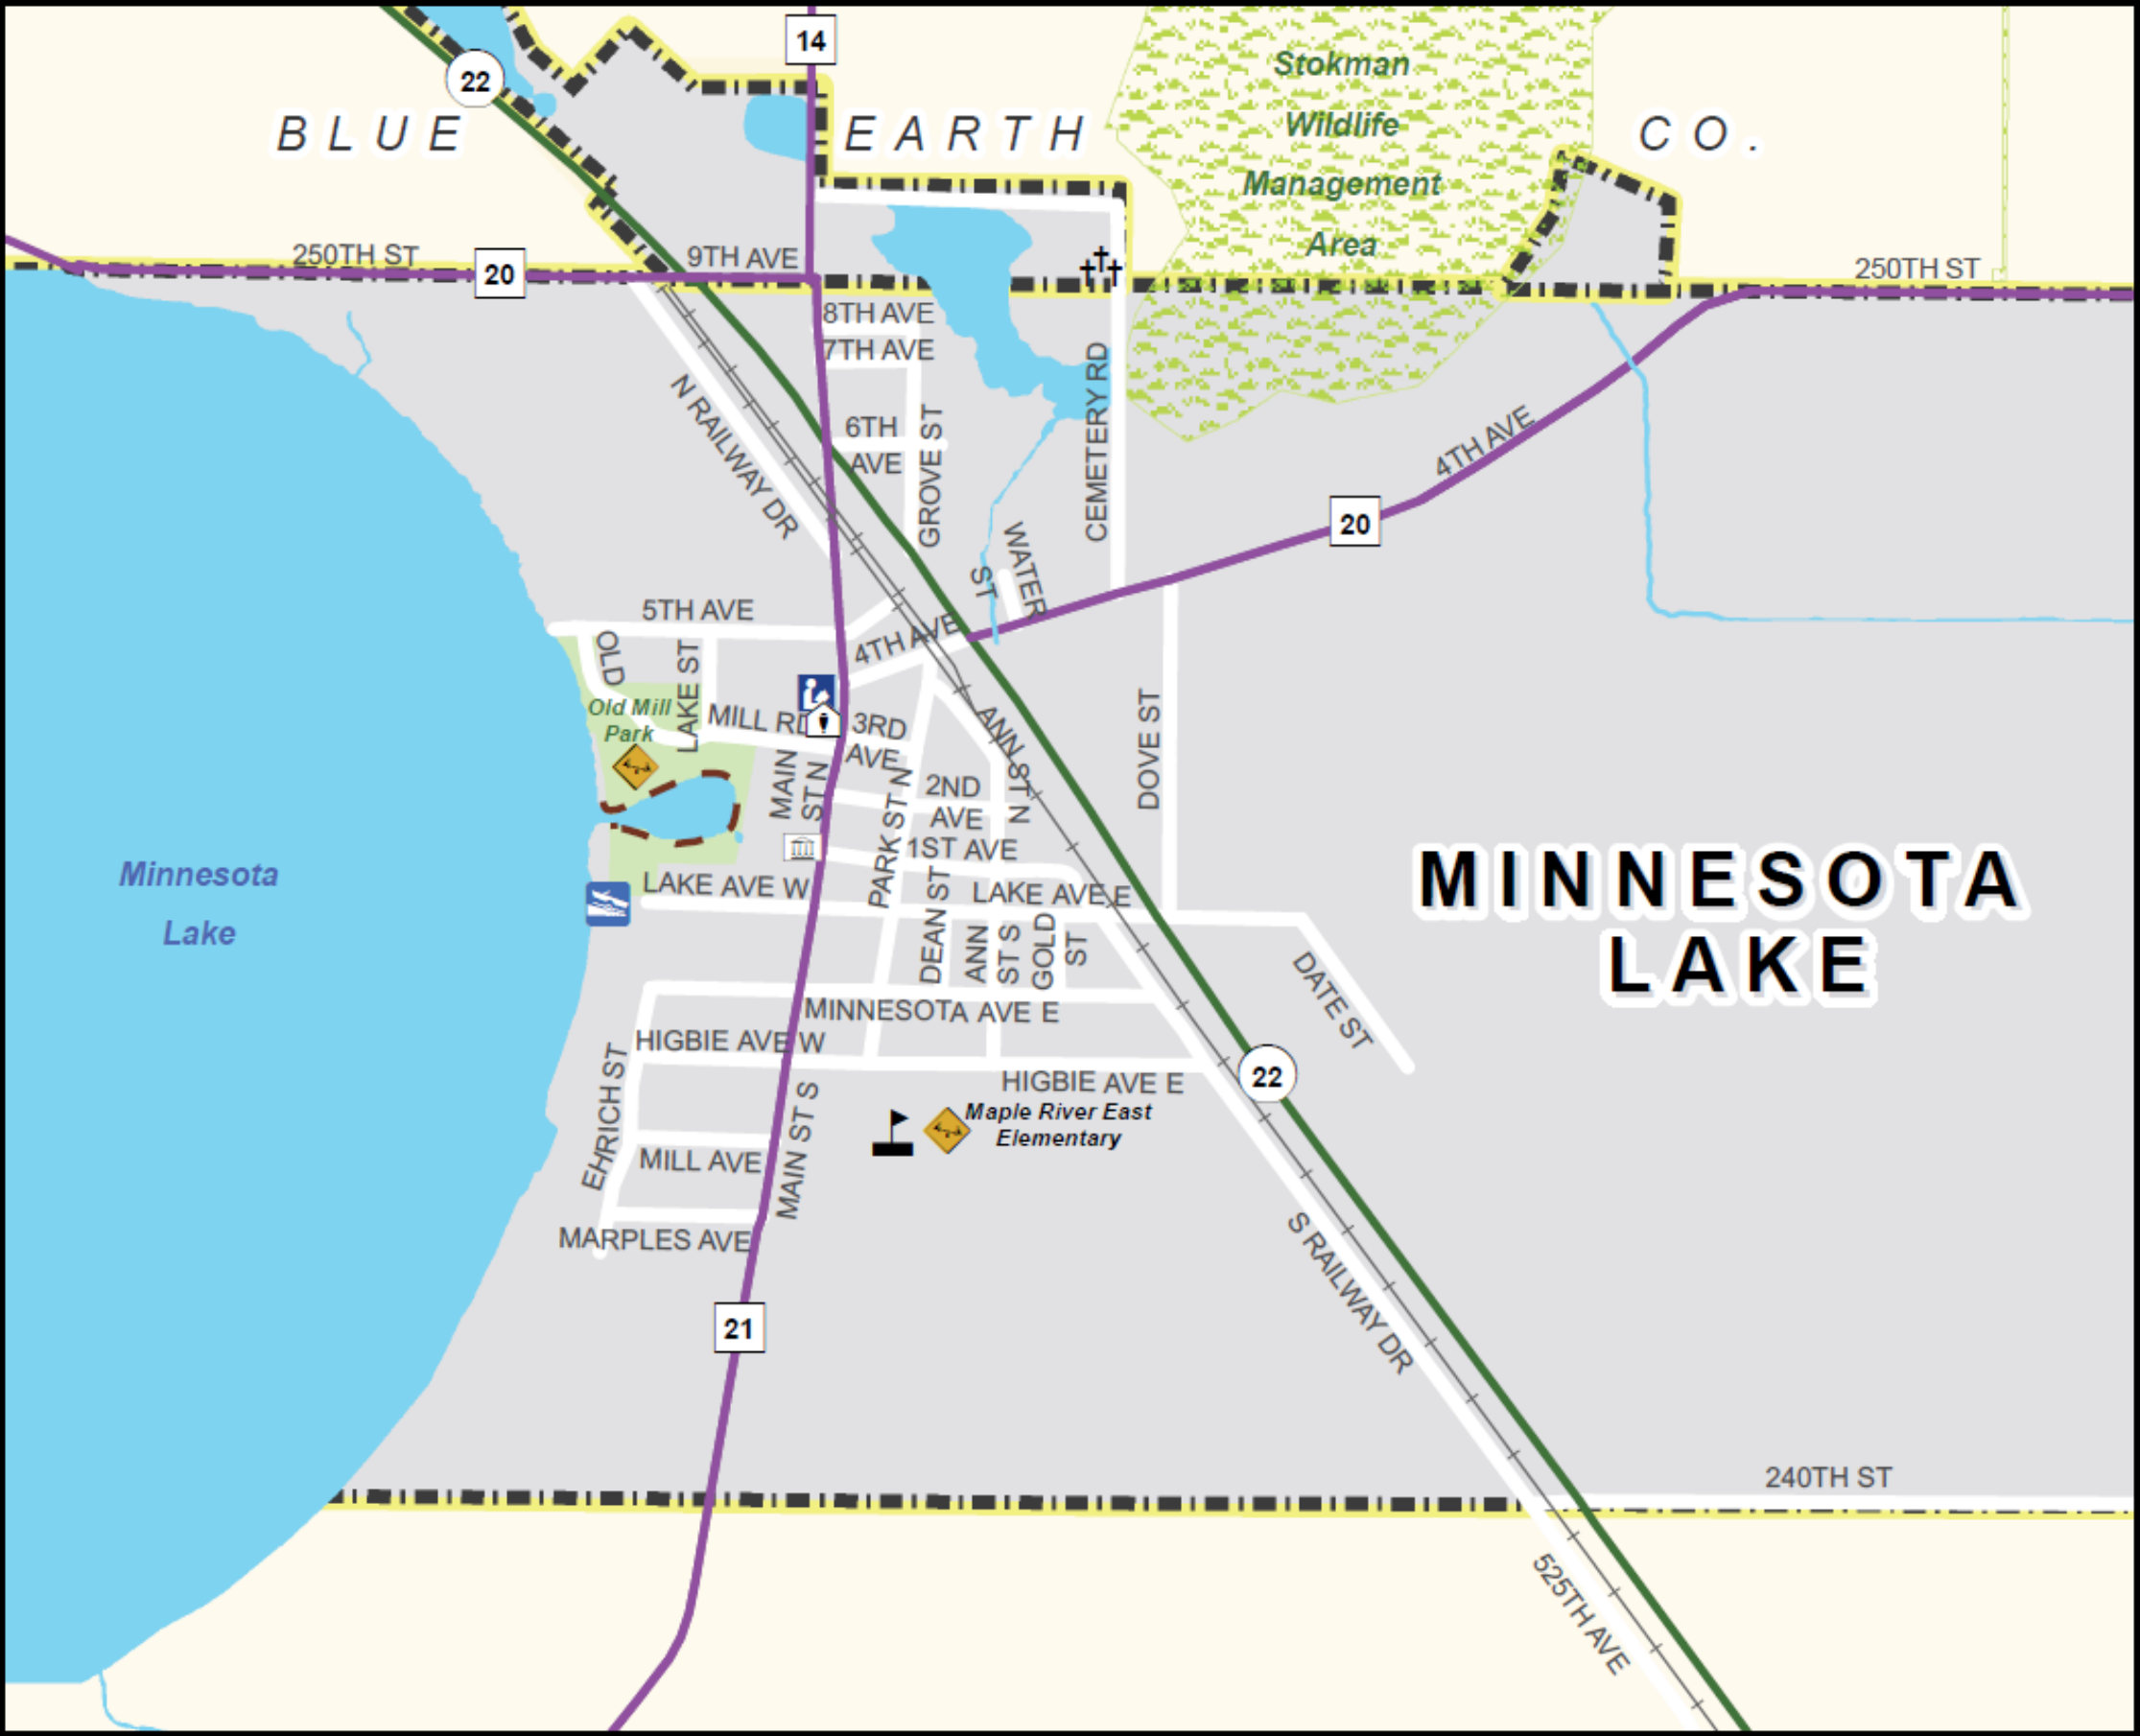 14
22
Stokman
Wildlife
Management
Area
BLUE EARTH CO.
250TH ST
20
9TH AVE
250TH ST
8TH AVE
7TH AVE
N RAILWAY DR
6TH
AVE
GROVE ST
CEMETERY RD
4TH AVE
20
WATER
ST
5TH AVE
4TH AVE
OLD
LAKE ST
Old Mill
Park
MILL RD
3RD
AVE
ANN ST N
DOVE ST
MAIN
ST N
2ND
AVE
PARK ST N
1ST AVE
Minnesota
Lake
MINNESOTA
LAKE
LAKE AVE W
LAKE AVE E
DEAN ST
ANN
ST S
GOLD
ST
DATE ST
MINNESOTA AVE E
HIGBIE AVE W
HIGBIE AVE E
22
EHRICH ST
Maple River East
Elementary
MAIN ST S
MILL AVE
MARPLES AVE
S RAILWAY DR
21
240TH ST
525TH AVE